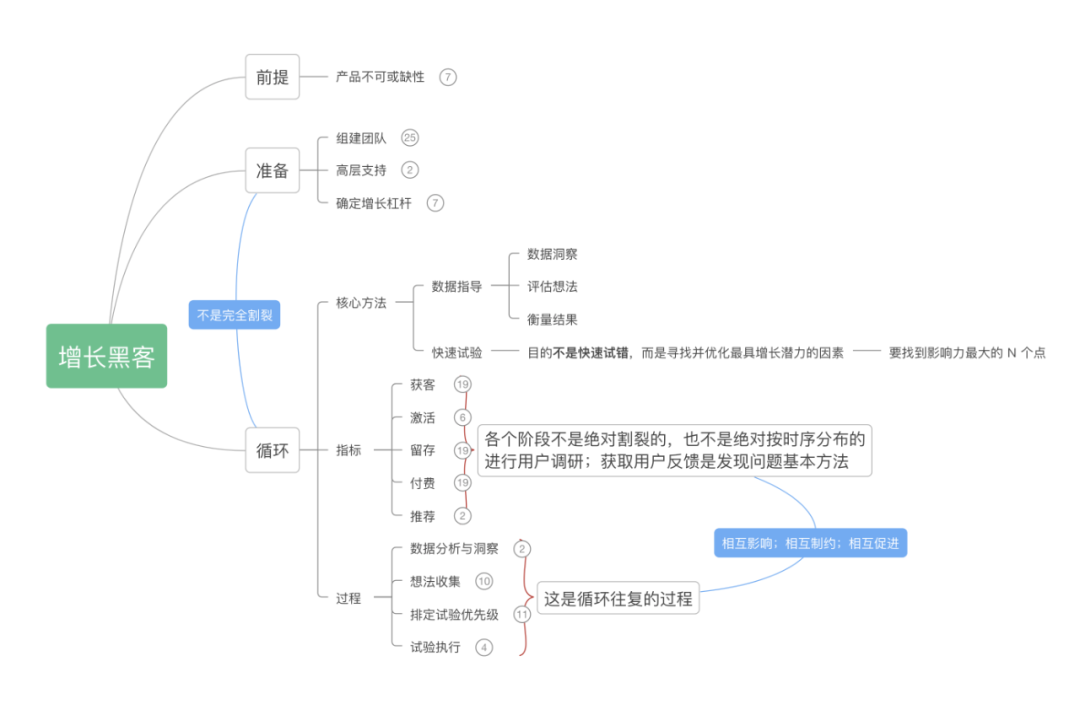 前提
产品不可或缺性 7
组建团队 25
准备
高层支持 2
确定增长杠杆 7
数据洞察
数据指导
评估想法
核心方法
不是完全割裂
衡量结果
增长黑客
快速试验
目的不是快速试错，而是寻找并优化最具增长潜力的因素
要找到影响力最大的 N 个点
获客 19
激活 6
循环
指标
留存 19
各个阶段不是绝对割裂的，也不是绝对按时序分布的
进行用户调研；获取用户反馈是发现问题基本方法
付费 19
推荐 2
相互影响；相互制约；相互促进
数据分析与洞察 2
想法收集 10
过程
这是循环往复的过程
排定试验优先级 11
试验执行 4